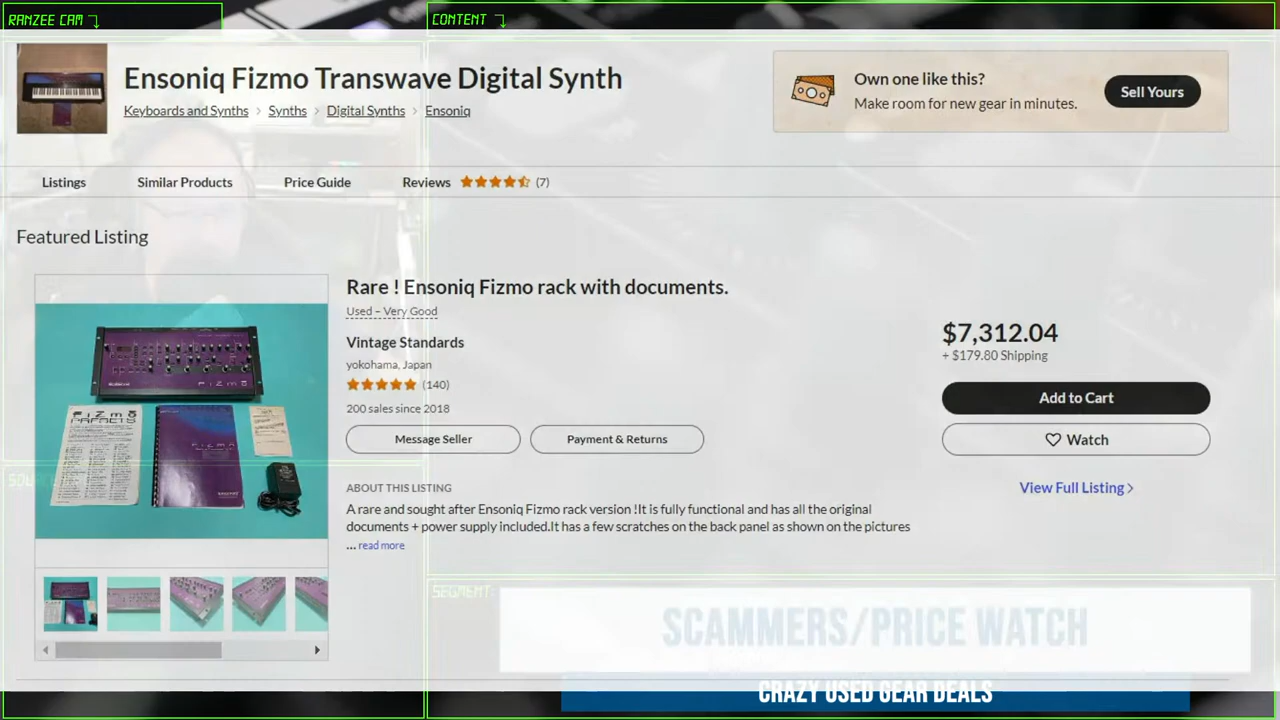 RANZEE CAM
CONTENT
Ensoniq Fizmo Transwave Digital Synth
Keyboards and Synths > Synths > Digital Synths > Ensoniq
Own one like this?
Make room for new gear in minutes.
Sell Yours
Listings
Similar Products
Price Guide
Reviews
(7)
Featured Listing
Rare ! Ensoniq Fizmo rack with documents.
Used – Very Good
Vintage Standards
yokohama, Japan
(140)
200 sales since 2018
Message Seller
Payment & Returns
$7,312.04
+ $179.80 Shipping
Add to Cart
Watch
View Full Listing >
ABOUT THIS LISTING
A rare and sought after Ensoniq Fizmo rack version !It is fully functional and has all the original
documents + power supply included.It has a few scratches on the back panel as shown on the pictures
... read more
FIZMO
SEGMENT:
SCAMMERS/PRICE WATCH
CRAZY USED GEAR DEALS